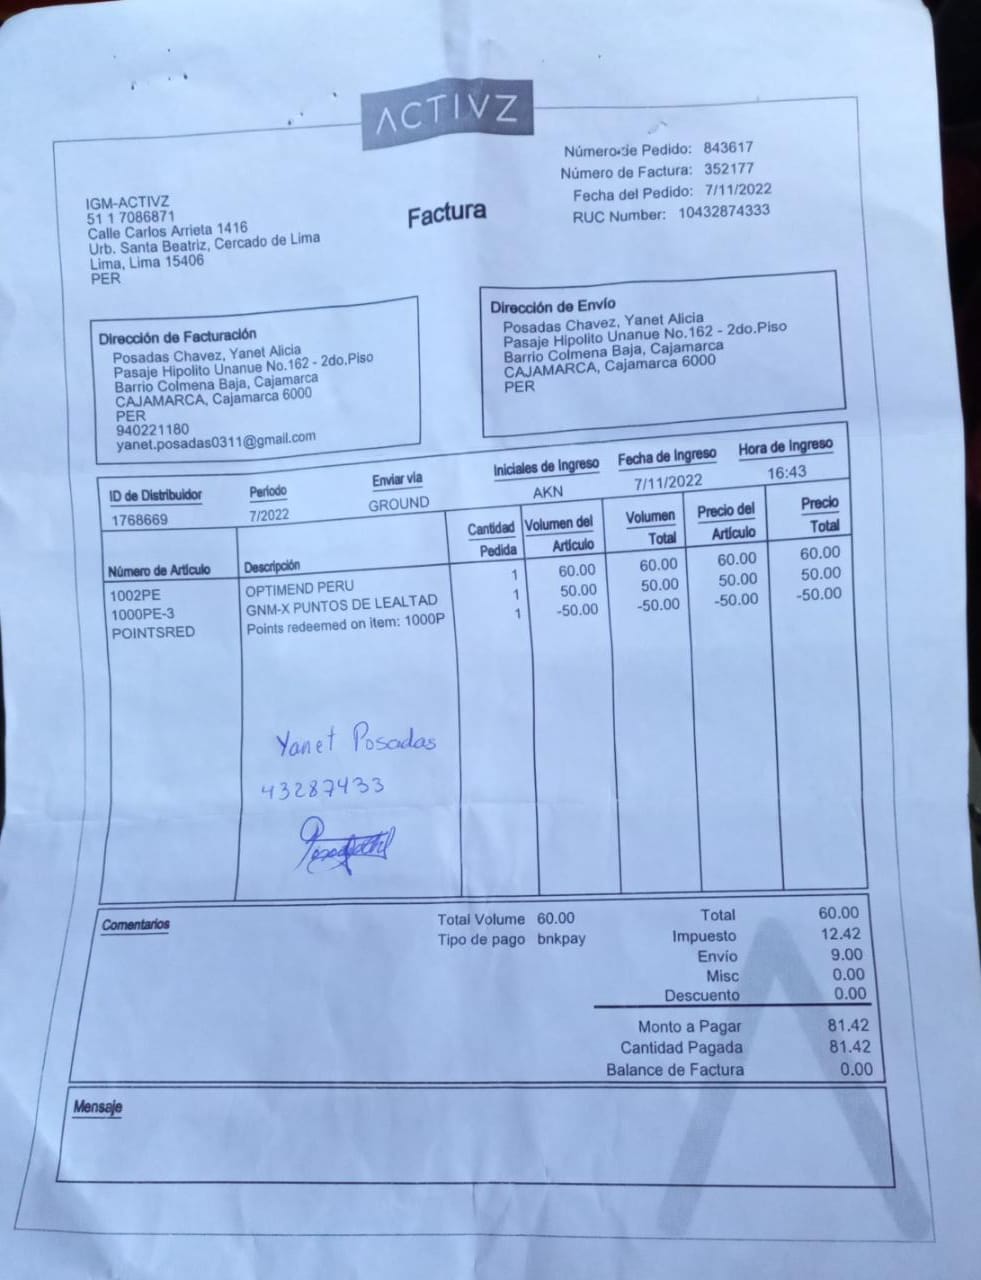 ACTIVZ
Número de Pedido: 843617
Número de Factura: 352177
Fecha del Pedido: 7/11/2022
RUC Number: 10432874333
IGM-ACTIVZ
51 1 7086871
Calle Carlos Arrieta 1416
Urb. Santa Beatriz, Cercado de Lima
Lima, Lima 15406
PER
Factura
Dirección de Facturación
Posadas Chavez, Yanet Alicia
Pasaje Hipolito Unanue No.162 - 2do.Piso
Barrio Colmena Baja, Cajamarca
CAJAMARCA, Cajamarca 6000
PER
940221180
yanet.posadas0311@gmail.com
Dirección de Envío
Posadas Chavez, Yanet Alicia
Pasaje Hipolito Unanue No.162 - 2do.Piso
Barrio Colmena Baja, Cajamarca
CAJAMARCA, Cajamarca 6000
PER
ID de Distribuidor Periodo Enviar via Iniciales de Ingreso Fecha de Ingreso Hora de Ingreso
1768669 7/2022 GROUND AKN 7/11/2022 16:43
Número de Artículo Descripción Cantidad Pedida Volumen del Artículo Volumen Total Precio del Artículo Precio Total
1002PE OPTIMEND PERU 1 60.00 60.00 60.00 60.00
1000PE-3 GNM-X PUNTOS DE LEALTAD 1 50.00 50.00 50.00 50.00
POINTSRED Points redeemed on item: 1000P 1 -50.00 -50.00 -50.00 -50.00
Yanet Posadas
43287433
Comentarios
Total Volume 60.00
Tipo de pago bnkpay
Total 60.00
Impuesto 12.42
Envío 9.00
Misc 0.00
Descuento 0.00
Monto a Pagar 81.42
Cantidad Pagada 81.42
Balance de Factura 0.00
Mensaje